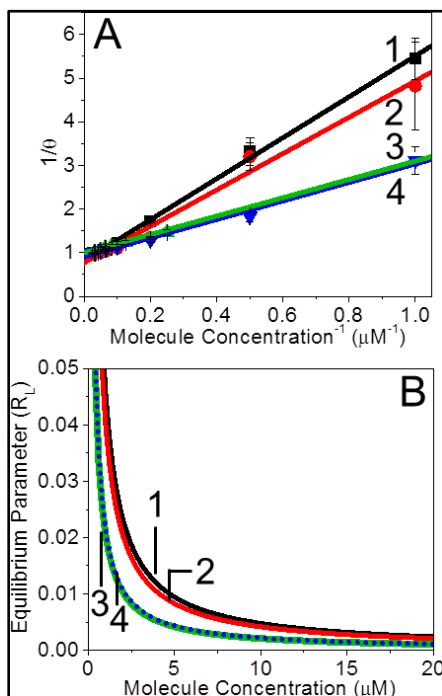 A
1/θ
6
5
4
3
2
1
0
1
2
3
4
0.0 0.2 0.4 0.6 0.8 1.0
Molecule Concentration⁻¹ (μM⁻¹)
B
Equilibrium Parameter (R_L)
0.05
0.04
0.03
0.02
0.01
0.00
1
2
3
4
0 5 10 15 20
Molecule Concentration (μM)